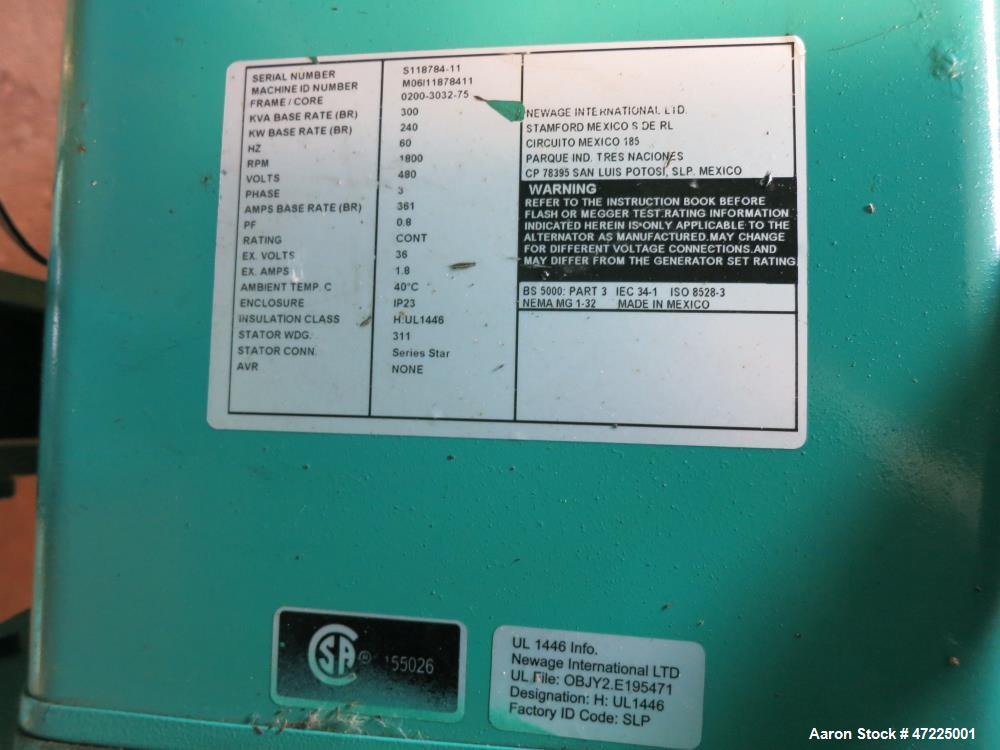 SERIAL NUMBER S118784-11
MACHINE ID NUMBER M06I11878411
FRAME / CORE 0200-3032-75
KVA BASE RATE (BR) 300
KW BASE RATE (BR) 240
HZ 60
RPM 1800
VOLTS 480
PHASE 3
AMPS BASE RATE (BR) 361
PF 0.8
RATING CONT
EX. VOLTS 36
EX. AMPS 1.8
AMBIENT TEMP. C 40°C
ENCLOSURE IP23
INSULATION CLASS H:UL1446
STATOR WDG. 311
STATOR CONN. Series Star
AVR NONE
NEWAGE INTERNATIONAL LTD.
STAMFORD MEXICO S DE RL
CIRCUITO MEXICO 185
PARQUE IND. TRES NACIONES
CP 78395 SAN LUIS POTOSI, SLP. MEXICO
WARNING
REFER TO THE INSTRUCTION BOOK BEFORE
FLASH OR MEGGER TEST.RATING INFORMATION
INDICATED HEREIN IS ONLY APPLICABLE TO THE
ALTERNATOR AS MANUFACTURED.MAY CHANGE
FOR DIFFERENT VOLTAGE CONNECTIONS.AND
MAY DIFFER FROM THE GENERATOR SET RATING
BS 5000: PART 3 IEC 34-1 ISO 8528-3
NEMA MG 1-32 MADE IN MEXICO
CSA ® 155026
UL 1446 Info.
Newage International LTD
UL File: OBJY2.E195471
Designation: H: UL1446
Factory ID Code: SLP
Aaron Stock # 47225001